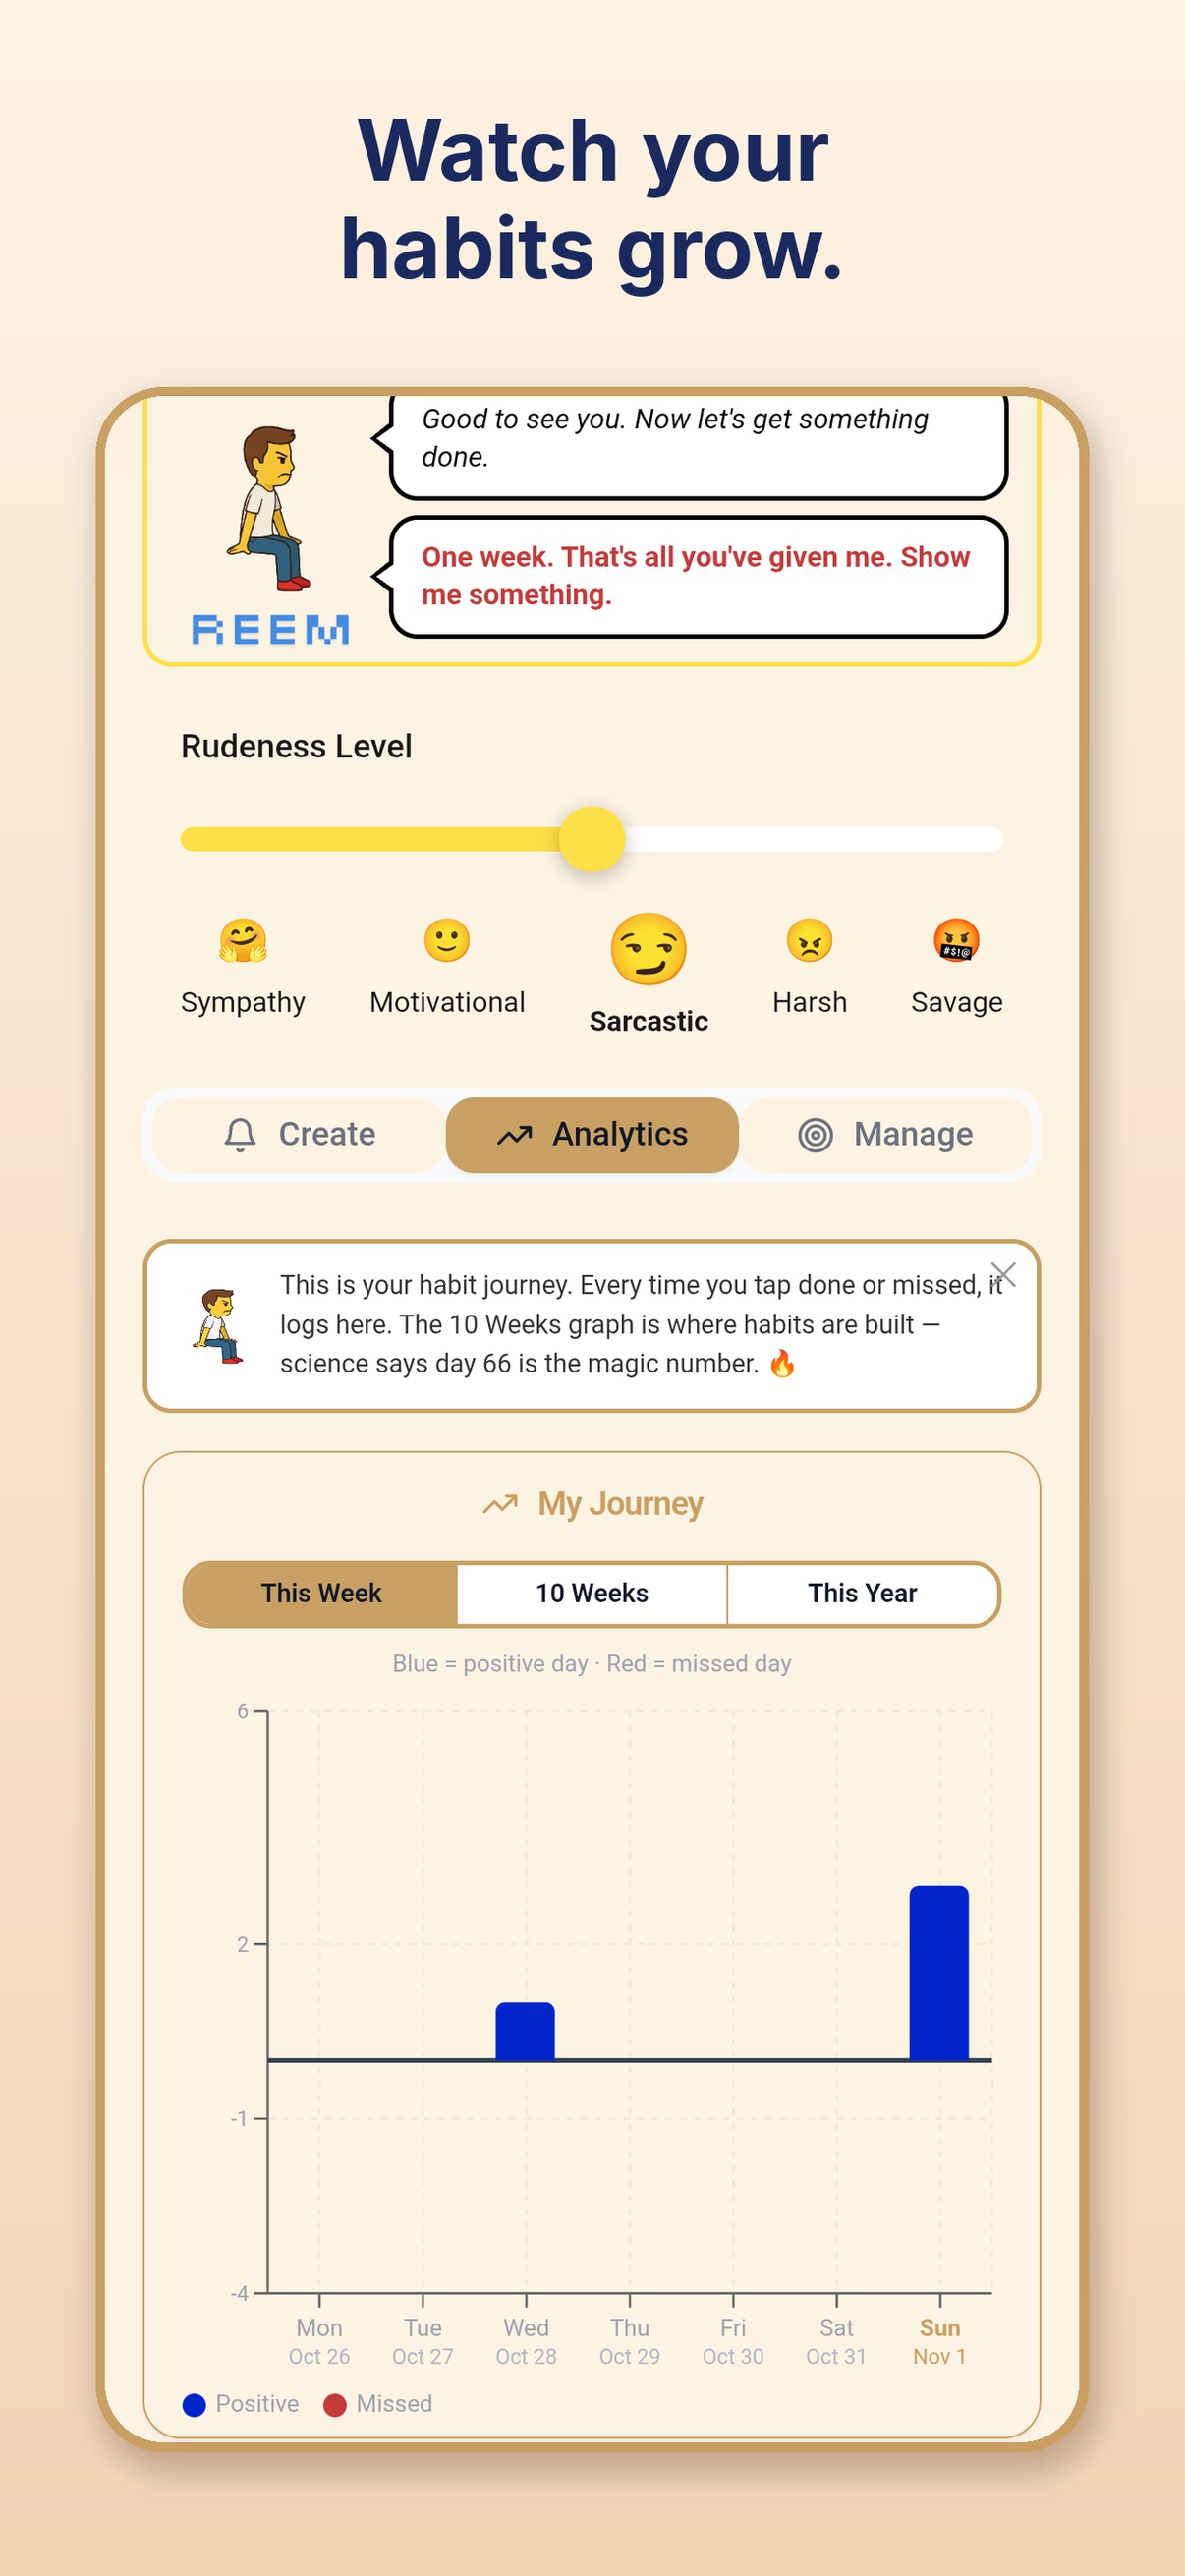 Watch your
habits grow.
Good to see you. Now let's get something
done.
One week. That's all you've given me. Show
me something.
REEM
Rudeness Level
#$!@
Sympathy
Motivational
Sarcastic
Harsh
Savage
Create
Analytics
Manage
This is your habit journey. Every time you tap done or missed, it
logs here. The 10 Weeks graph is where habits are built —
science says day 66 is the magic number. 🔥
My Journey
This Week
10 Weeks
This Year
Blue = positive day · Red = missed day
6
2
-1
-4
Mon
Tue
Wed
Thu
Fri
Sat
Sun
Oct 26
Oct 27
Oct 28
Oct 29
Oct 30
Oct 31
Nov 1
Positive
Missed